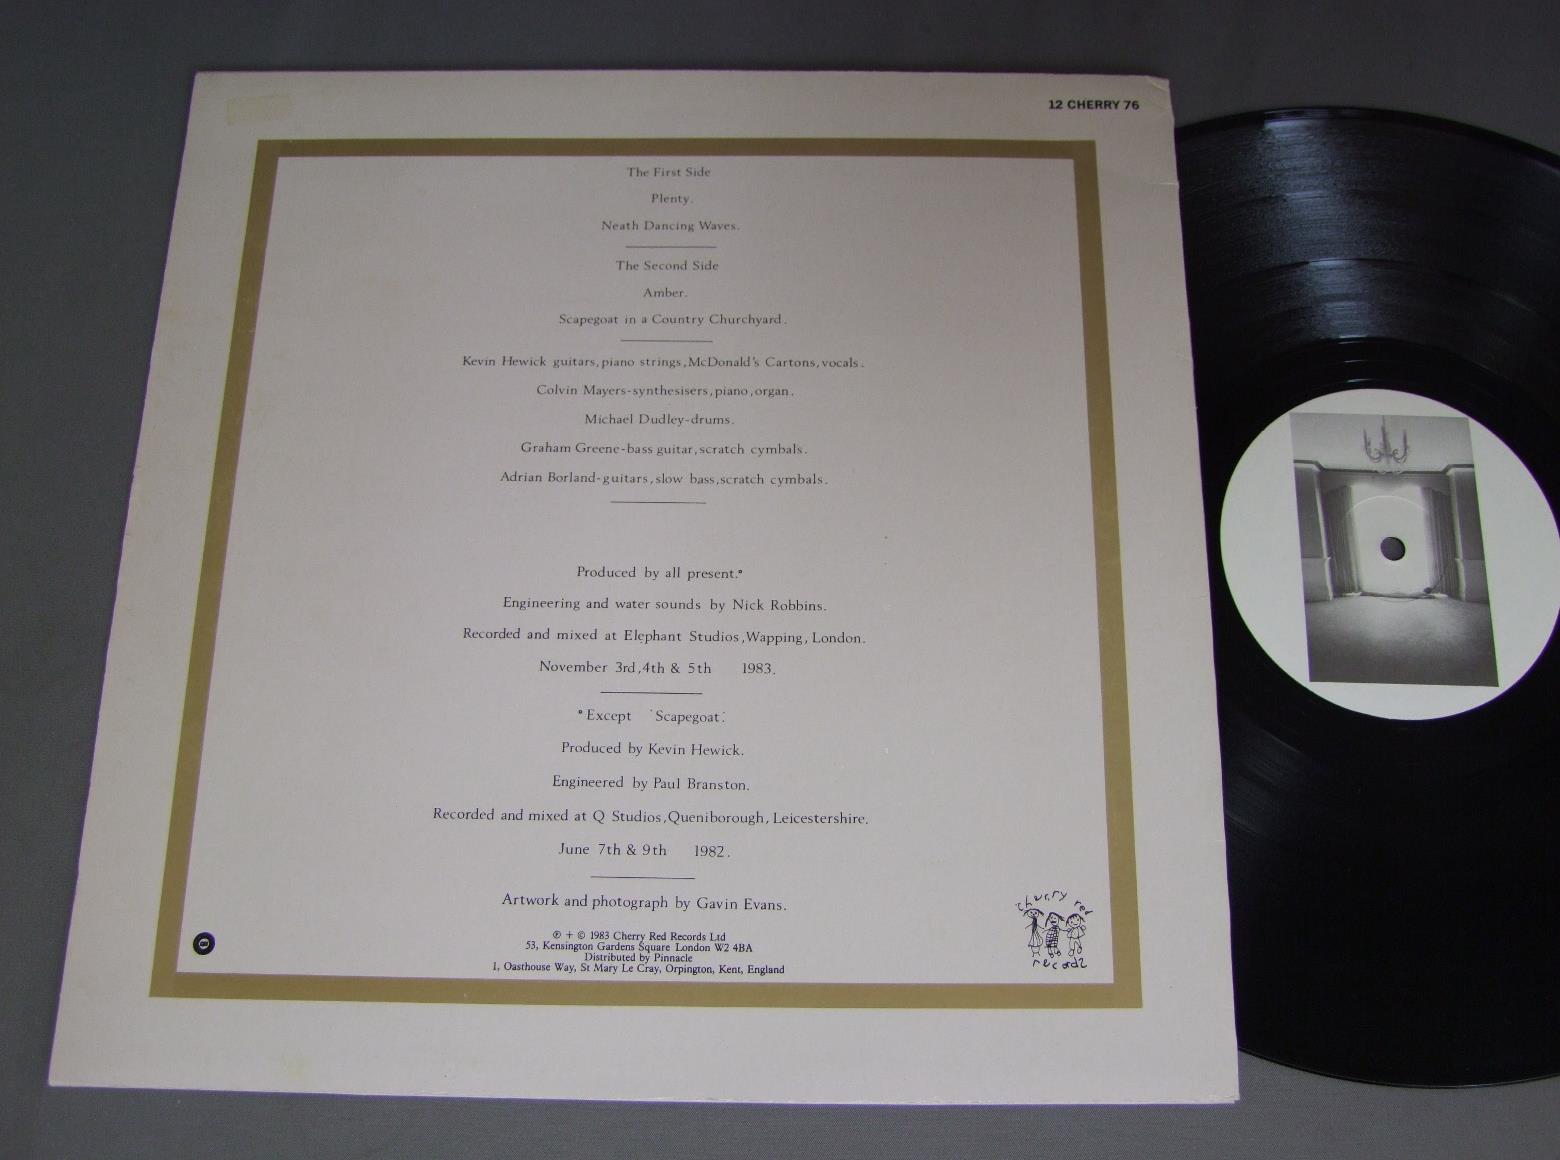 12 CHERRY 76
The First Side
Plenty.
Neath Dancing Waves.
The Second Side
Amber.
Scapegoat in a Country Churchyard.
Kevin Hewick guitars, piano strings, McDonald's Cartons, vocals.
Colvin Mayers-synthesisers, piano, organ.
Michael Dudley-drums.
Graham Greene-bass guitar, scratch cymbals.
Adrian Borland-guitars, slow bass, scratch cymbals.
Produced by all present.*
Engineering and water sounds by Nick Robbins.
Recorded and mixed at Elephant Studios, Wapping, London.
November 3rd, 4th & 5th 1983.
*Except 'Scapegoat.'
Produced by Kevin Hewick.
Engineered by Paul Branston.
Recorded and mixed at Q Studios, Queniborough, Leicestershire.
June 7th & 9th 1982.
Artwork and photograph by Gavin Evans.
℗ + © 1983 Cherry Red Records Ltd
53, Kensington Gardens Square London W2 4BA
Distributed by Pinnacle
1, Oasthouse Way, St Mary Le Cray, Orpington, Kent, England
cherry red
records